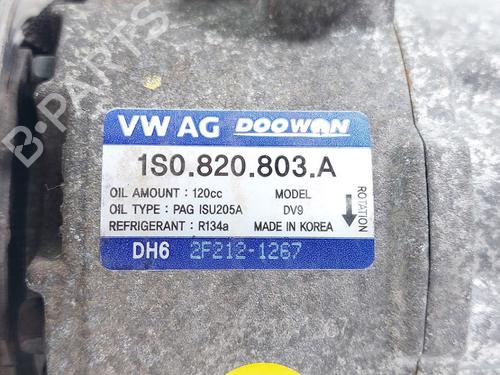 VW AG DOOWON
1S0.820.803.A
OIL AMOUNT : 120cc MODEL
OIL TYPE : PAG ISU205A DV9
REFRIGERANT : R134a MADE IN KOREA
ROTATION
DH6 2F212-1267
B-PARTS